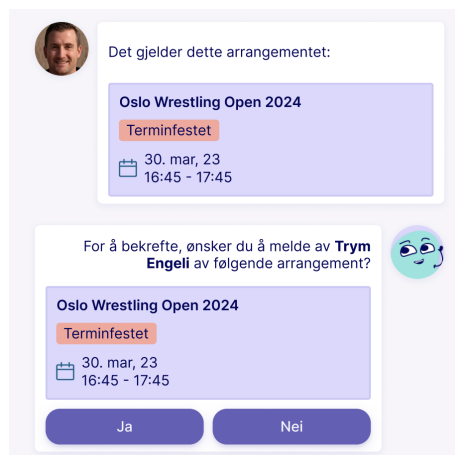 Det gjelder dette arrangementet:
Oslo Wrestling Open 2024
Terminfestet
30. mar, 23
16:45 - 17:45
For å bekrefte, ønsker du å melde av Trym
Engeli av følgende arrangement?
Oslo Wrestling Open 2024
Terminfestet
30. mar, 23
16:45 - 17:45
Ja
Nei